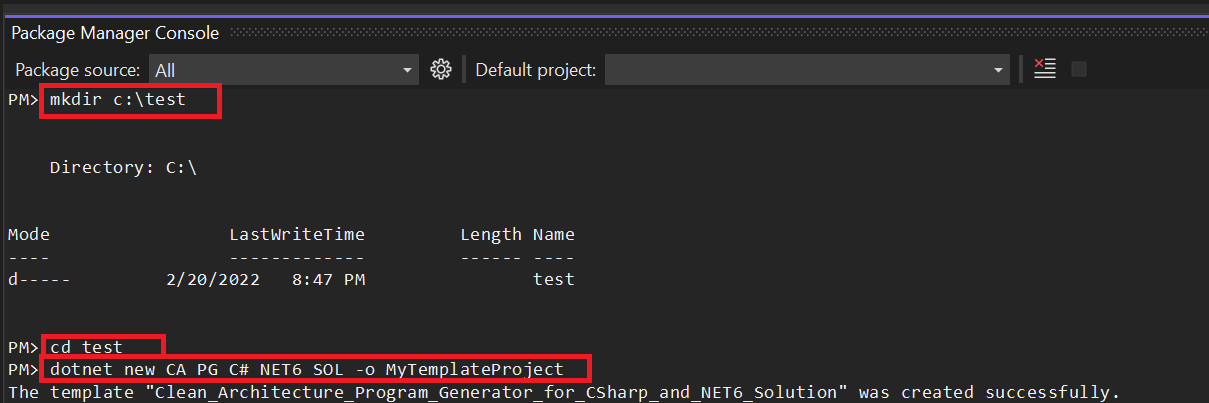 Package Manager Console
Package source: All Default project:
PM> mkdir c:\test
Directory: C:\
Mode LastWriteTime Length Name
---- ------------- ------ ----
d----- 2/20/2022 8:47 PM test
PM> cd test
PM> dotnet new CA PG C# NET6 SOL -o MyTemplateProject
The template "Clean_Architecture_Program_Generator_for_CSharp_and_NET6_Solution" was created successfully.